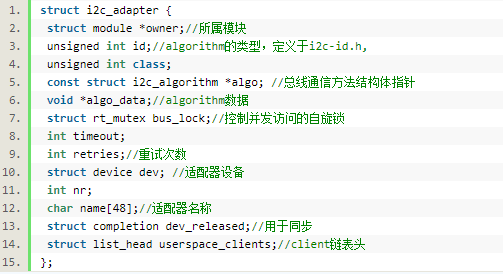 1. struct i2c_adapter {
2. struct module *owner;//所属模块
3. unsigned int id;//algorithm的类型，定义于i2c-id.h,
4. unsigned int class;
5. const struct i2c_algorithm *algo; //总线通信方法结构体指针
6. void *algo_data;//algorithm数据
7. struct rt_mutex bus_lock;//控制并发访问的自旋锁
8. int timeout;
9. int retries;//重试次数
10. struct device dev; //适配器设备
11. int nr;
12. char name[48];//适配器名称
13. struct completion dev_released;//用于同步
14. struct list_head userspace_clients;//client链表头
15. };